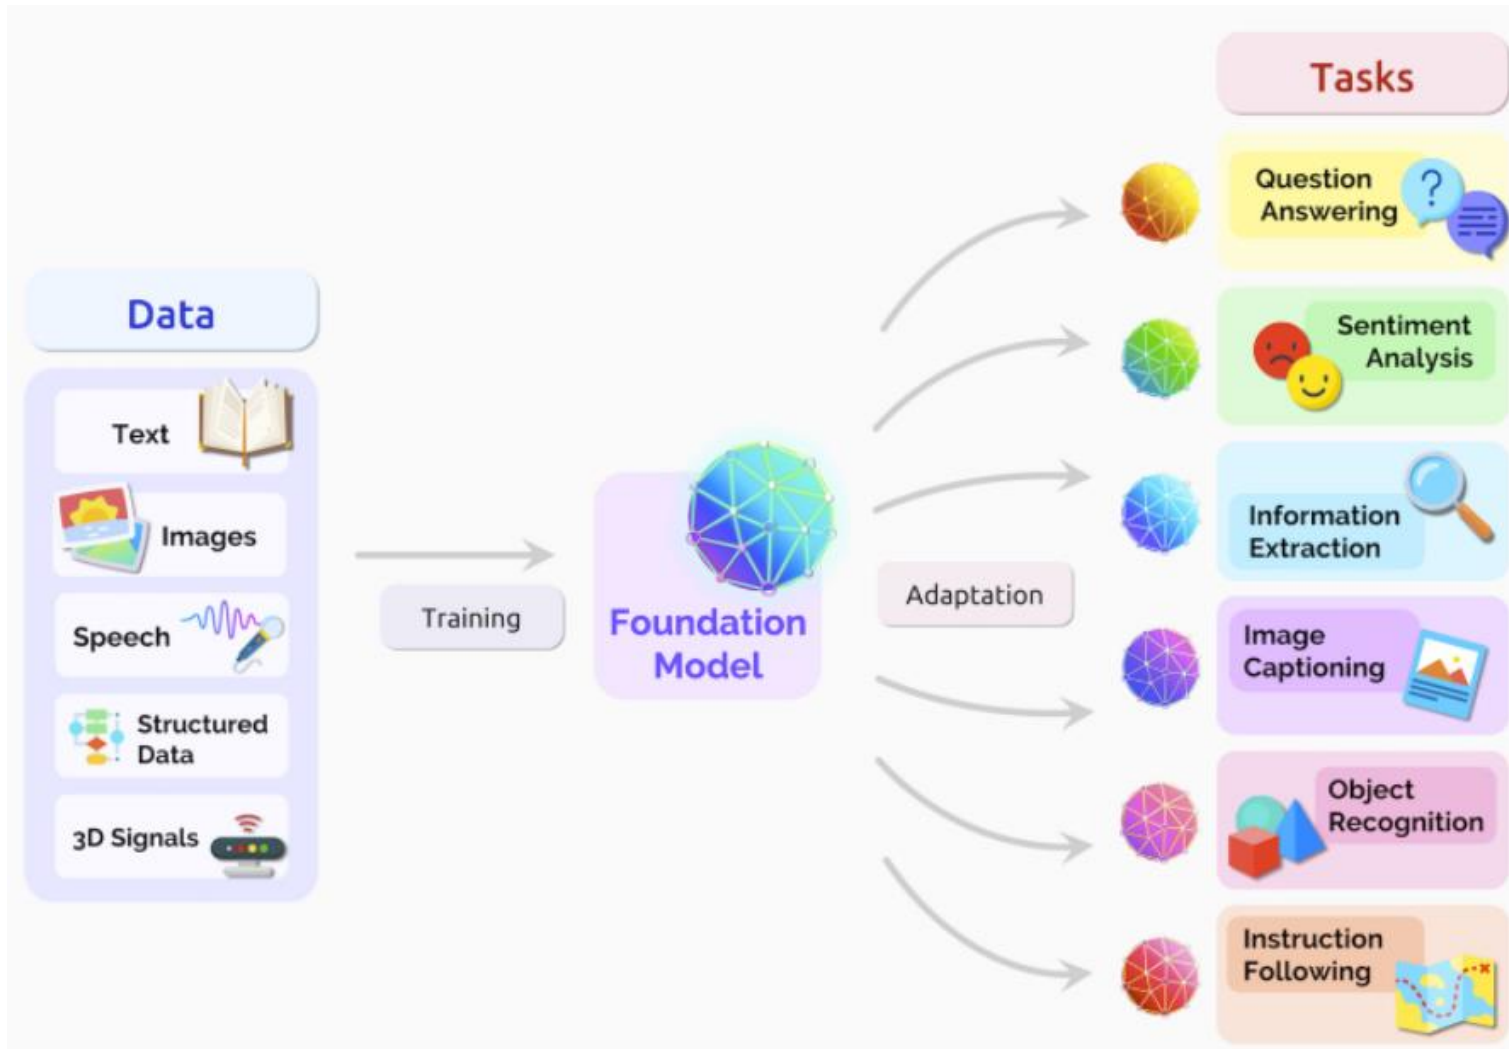 Data
Text
Images
Speech
Structured
Data
3D Signals
Training
Foundation
Model
Adaptation
Tasks
Question
Answering
Sentiment
Analysis
Information
Extraction
Image
Captioning
Object
Recognition
Instruction
Following